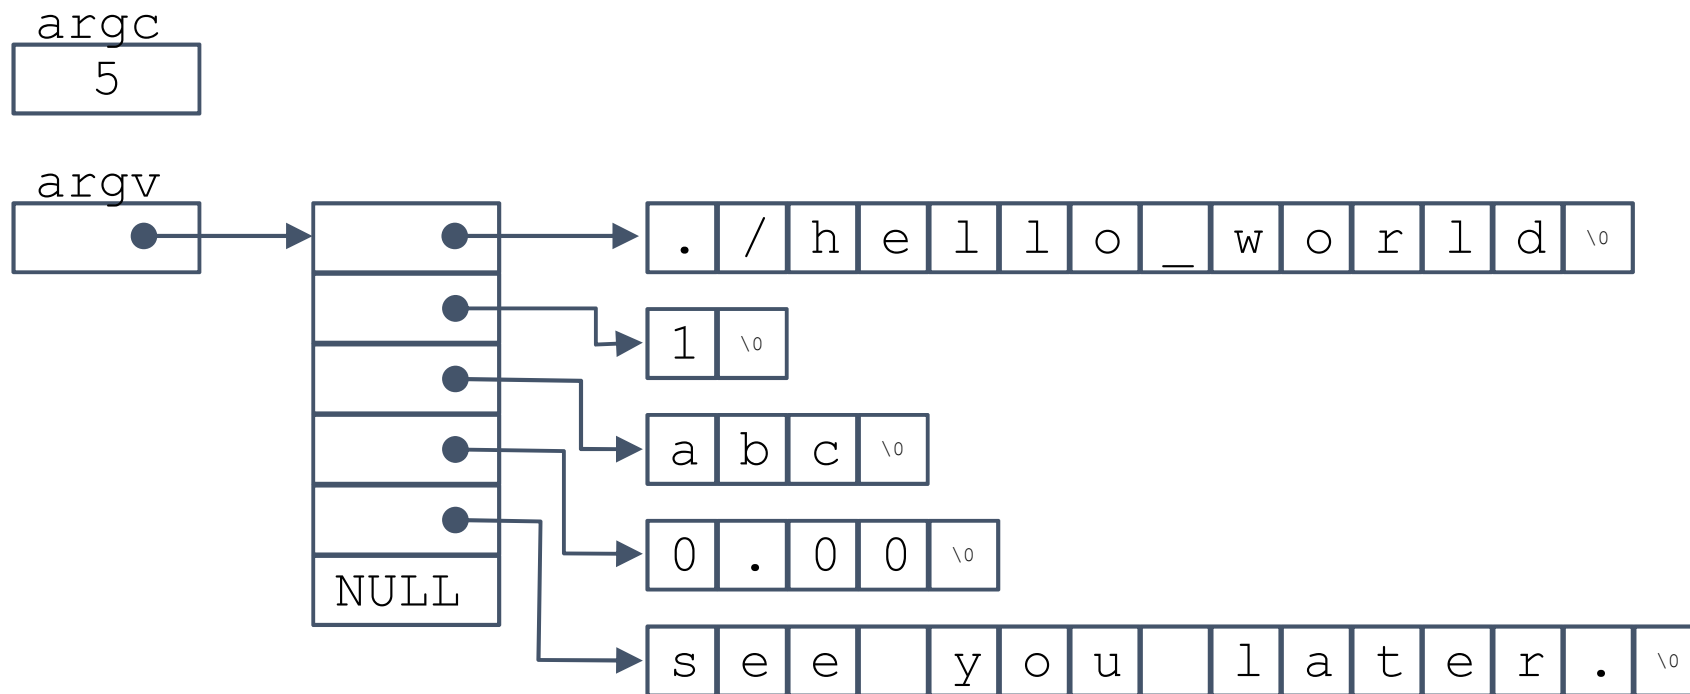 argc
5
argv
./hello_world\0
1\0
abc\0
0.00\0
NULL
see you later.\0